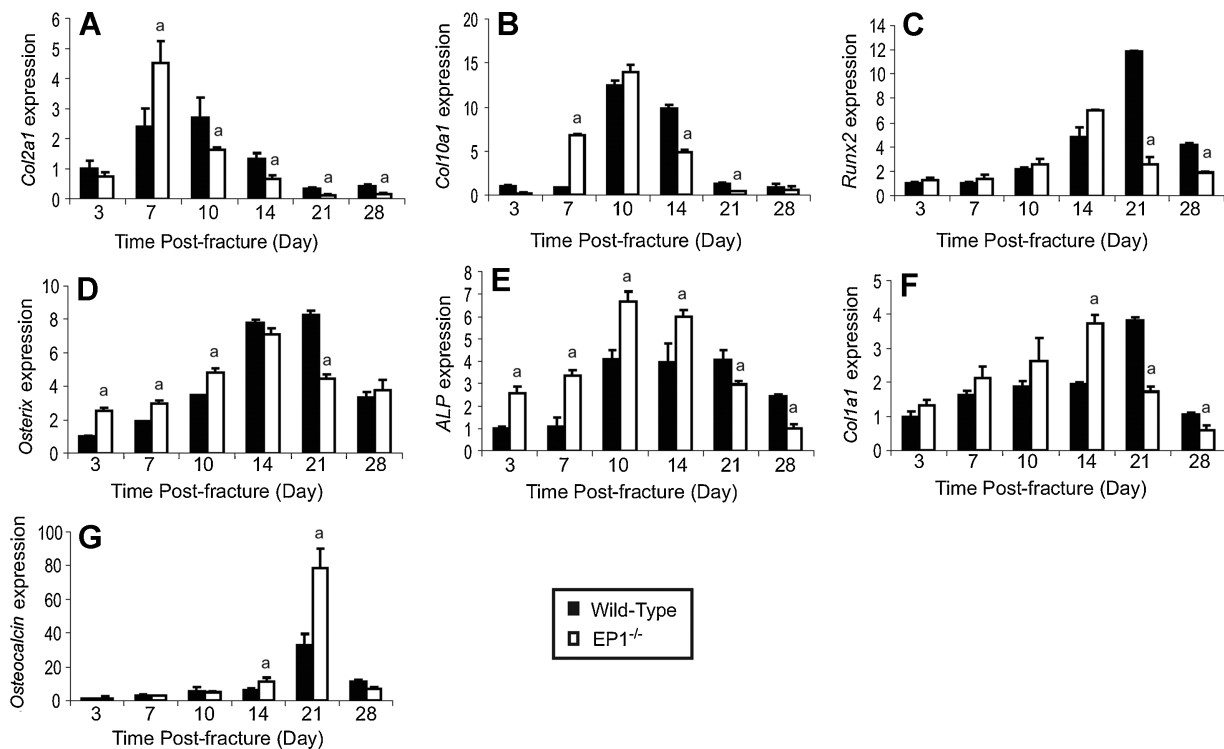 A
Col2a1 expression
6
5
4
3
2
1
0
a
a
a
a
a
3 7 10 14 21 28
Time Post-fracture (Day)
B
Col10a1 expression
20
15
10
5
0
a
a
a
3 7 10 14 21 28
Time Post-fracture (Day)
C
Runx2 expression
14
12
10
8
6
4
2
0
a
a
3 7 10 14 21 28
Time Post-fracture (Day)
D
Osterix expression
10
8
6
4
2
0
a
a
a
a
3 7 10 14 21 28
Time Post-fracture (Day)
E
ALP expression
8
7
6
5
4
3
2
1
0
a
a
a
a
a
a
3 7 10 14 21 28
Time Post-fracture (Day)
F
Col1a1 expression
5
4
3
2
1
0
a
a
a
3 7 10 14 21 28
Time Post-fracture (Day)
G
Osteocalcin expression
100
80
60
40
20
0
a
a
3 7 10 14 21 28
Time Post-fracture (Day)
Wild-Type
EP1-/-